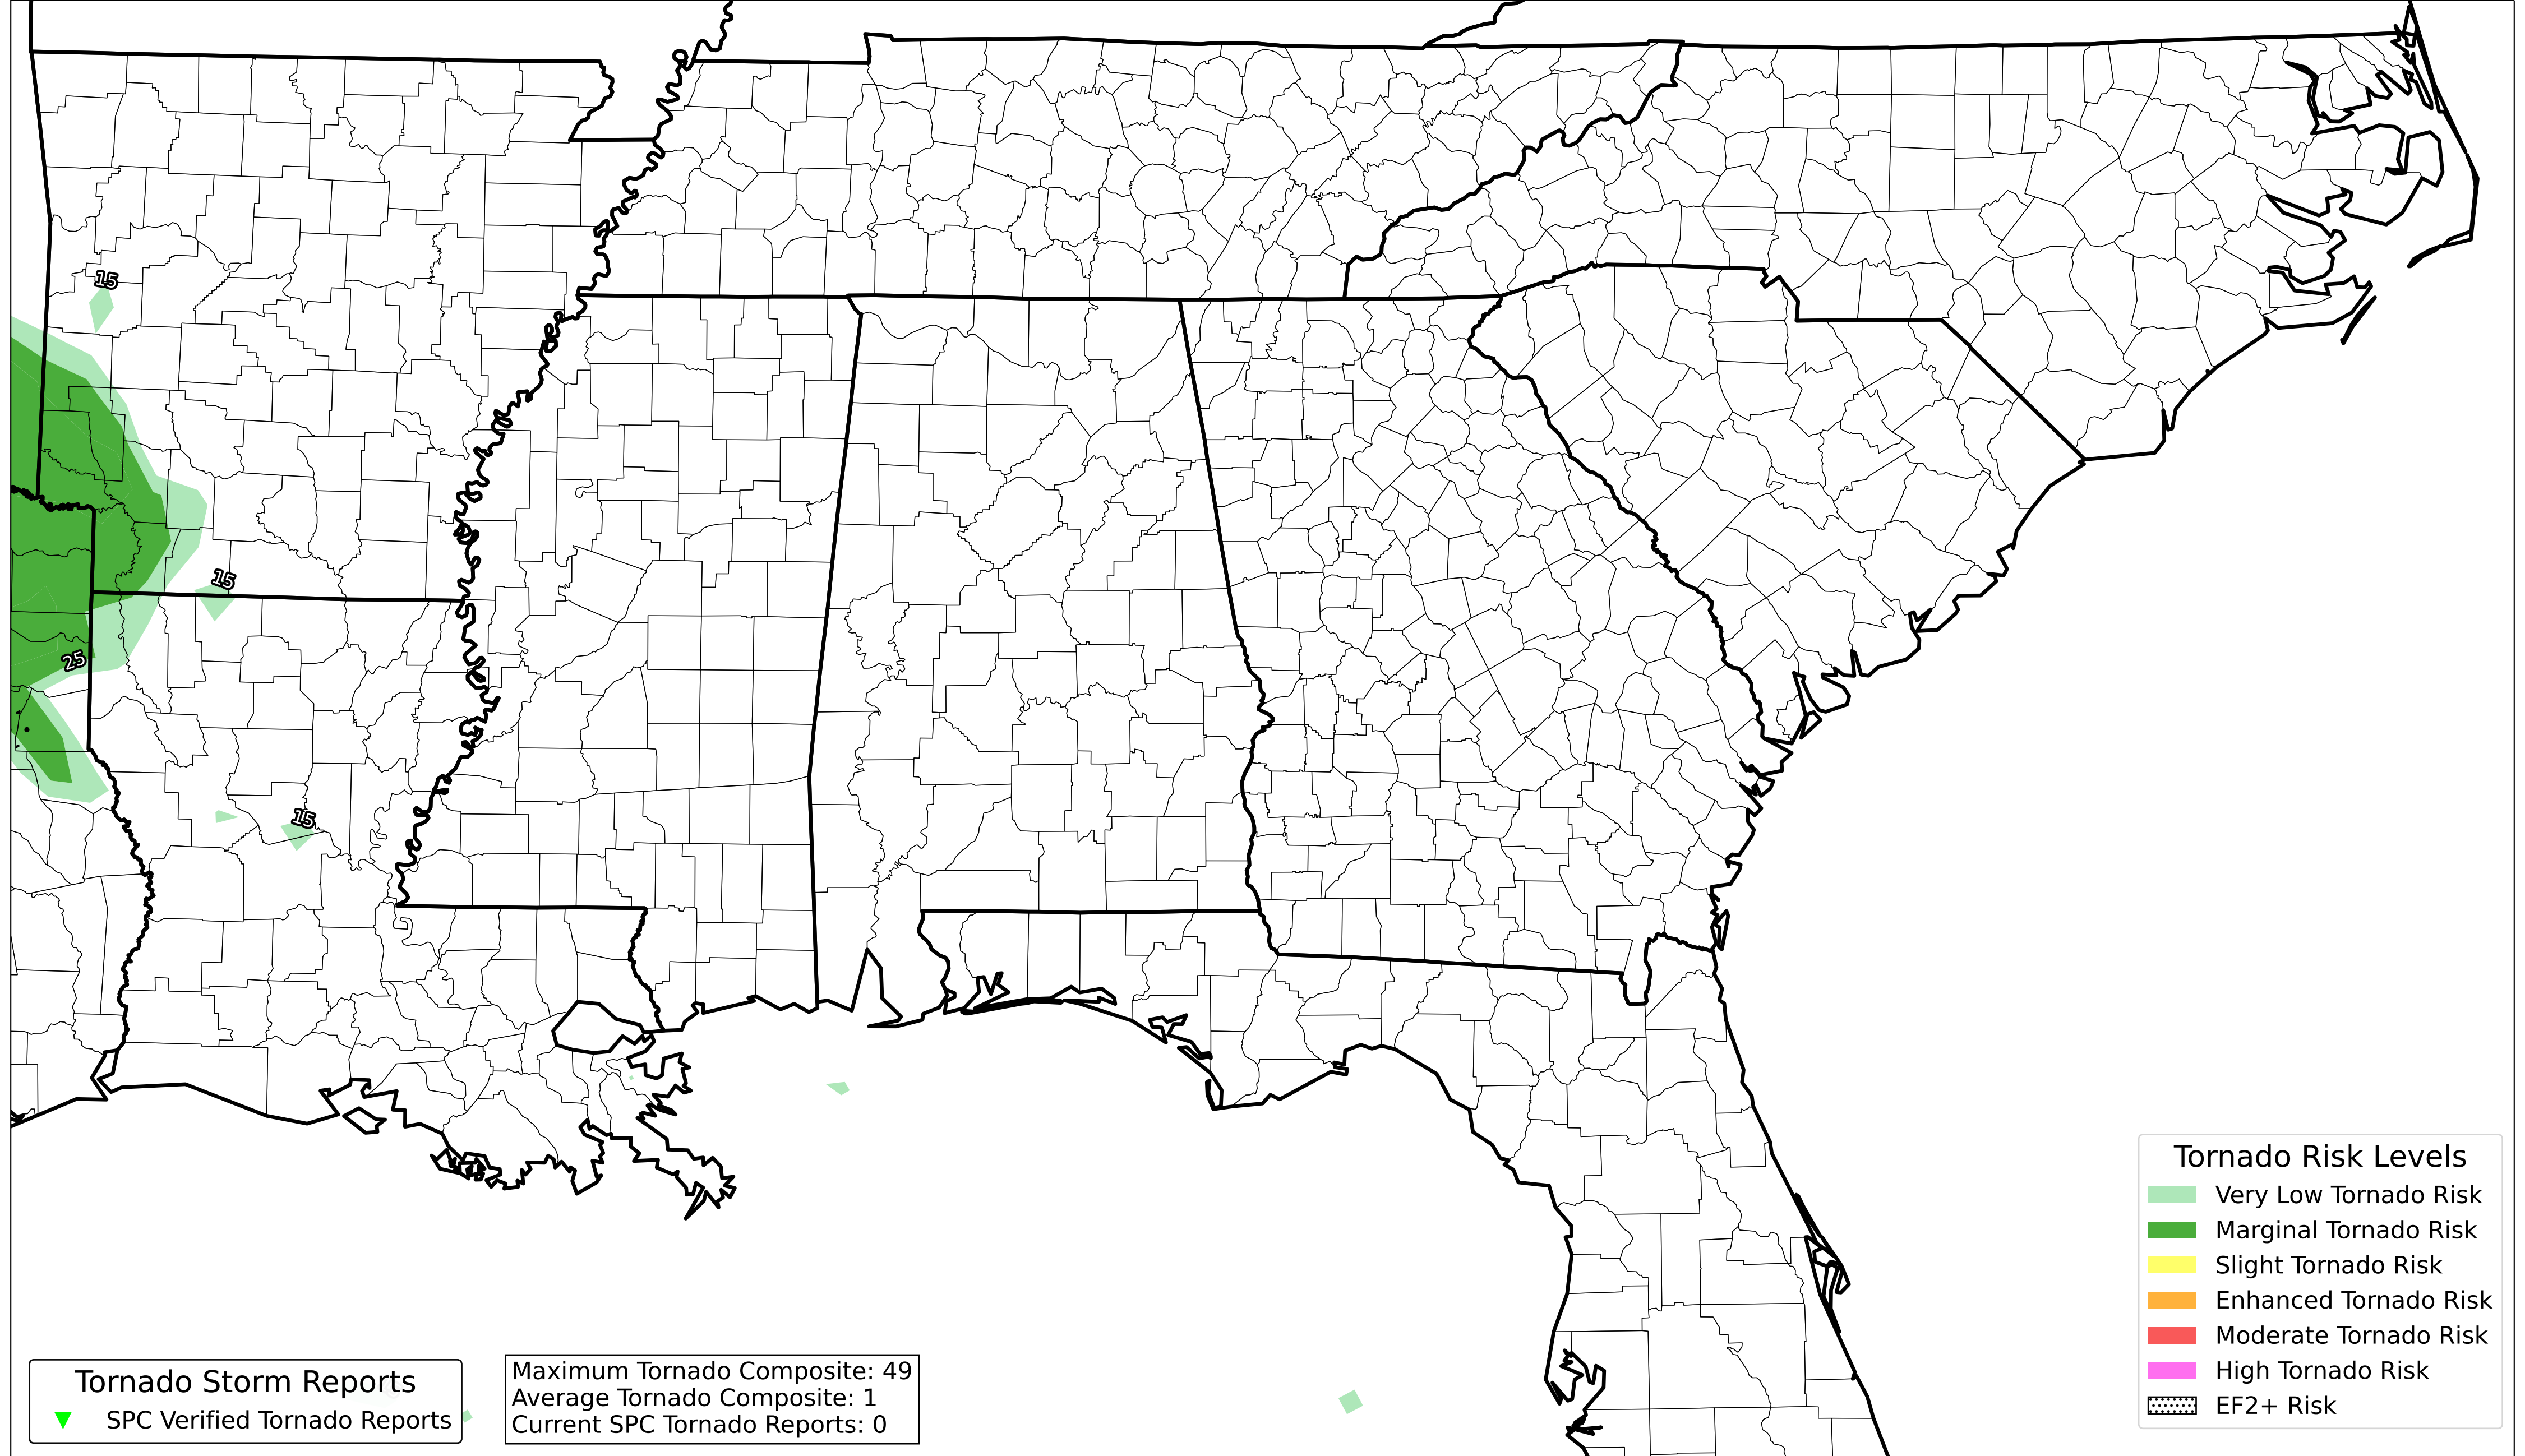 15
15
25
15
Tornado Risk Levels
Very Low Tornado Risk
Marginal Tornado Risk
Slight Tornado Risk
Enhanced Tornado Risk
Moderate Tornado Risk
High Tornado Risk
EF2+ Risk
Tornado Storm Reports
SPC Verified Tornado Reports
Maximum Tornado Composite: 49
Average Tornado Composite: 1
Current SPC Tornado Reports: 0